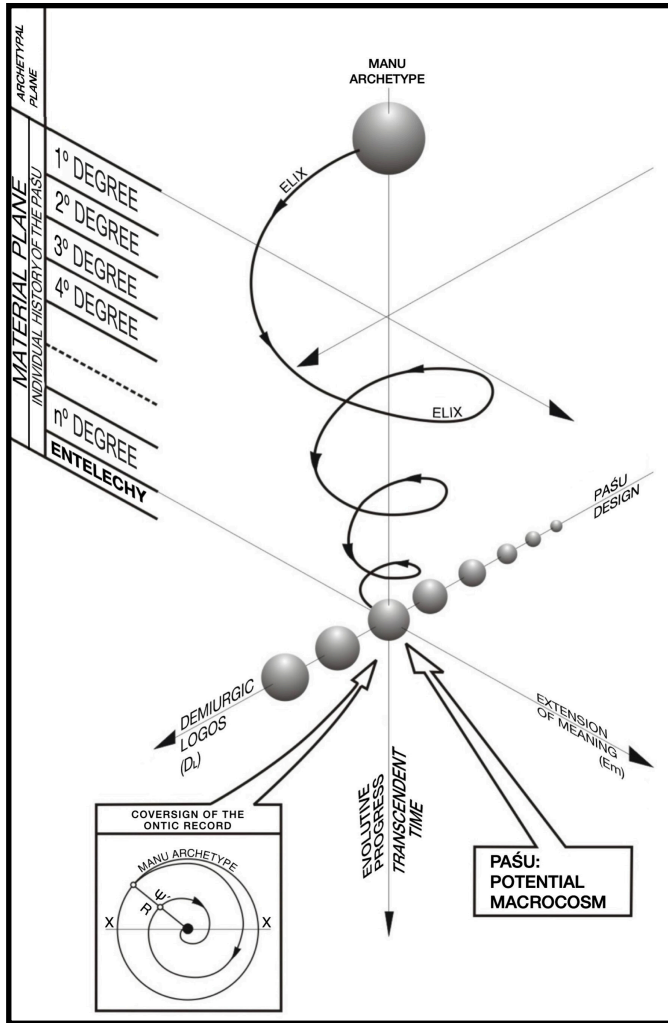 ARCHETYPAL
PLANE
MATERIAL PLANE
INDIVIDUAL HISTORY OF THE PASU
1º DEGREE
2º DEGREE
3º DEGREE
4º DEGREE
nº DEGREE
ENTELECHY
MANU
ARCHETYPE
ELIX
ELIX
PAŚU
DESIGN
DEMIURGIC
LOGOS
(DL)
EXTENSION
OF MEANING
(Em)
EVOLUTIVE
PROGRESS
TRANSCENDENT
TIME
COVERSIGN OF THE
ONTIC RECORD
MANU ARCHETYPE
R
X
X
PAŚU:
POTENTIAL
MACROCOSM